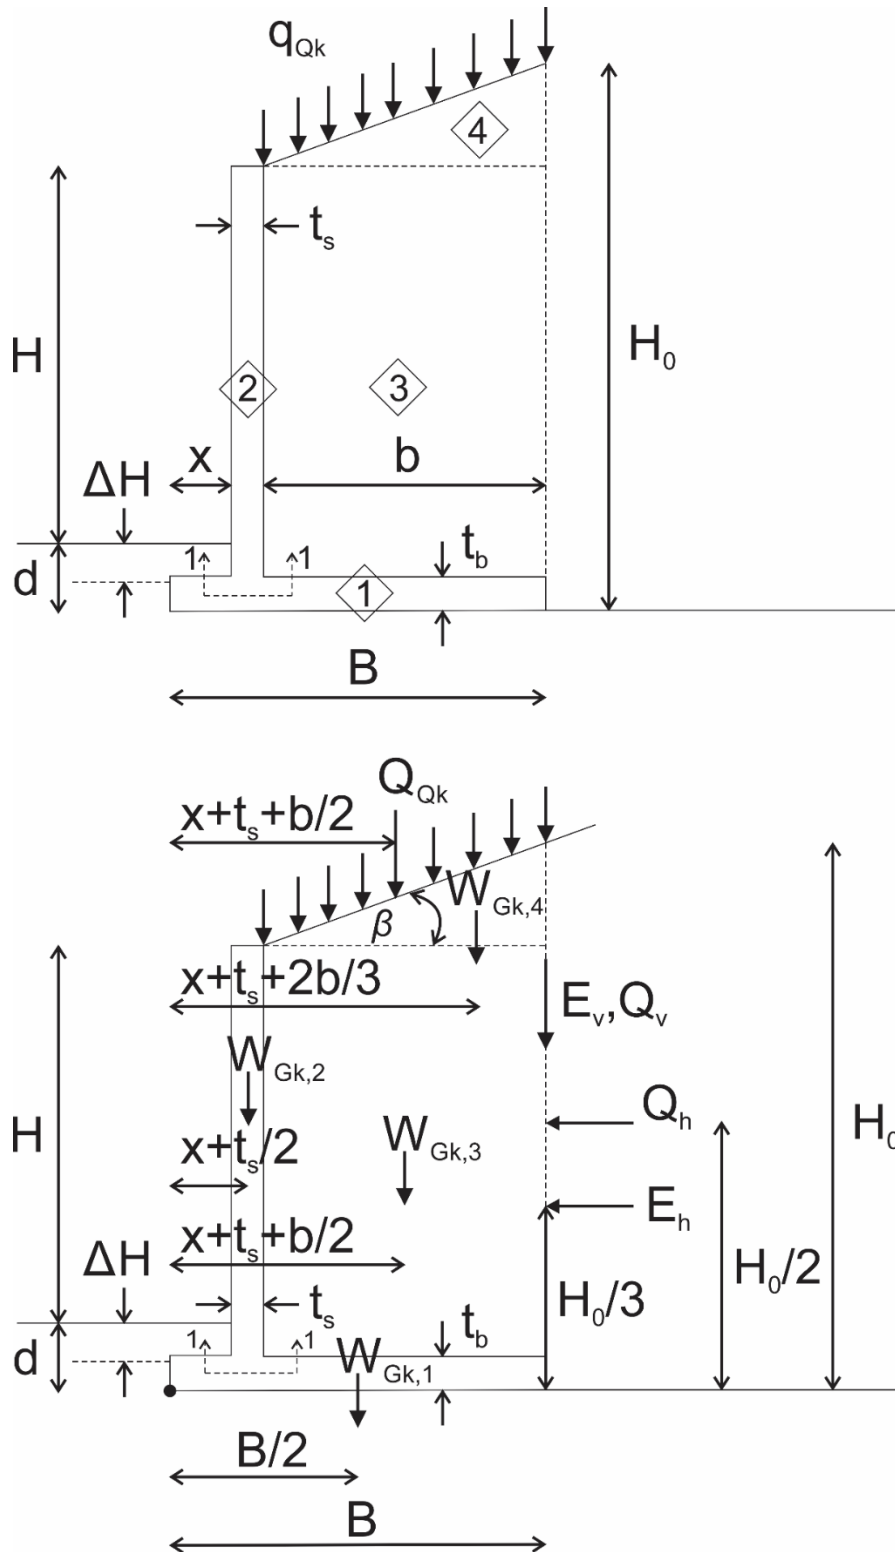 q_Qk
4
t_s
H
H_0
2
3
x
b
ΔH
1
1
t_b
d
1
B
Q_Qk
x+t_s+b/2
W_Gk,4
β
x+t_s+2b/3
E_v,Q_v
W_Gk,2
Q_h
H
W_Gk,3
H_0
x+t_s/2
E_h
x+t_s+b/2
ΔH
H_0/2
t_s
H_0/3
1
1
t_b
d
W_Gk,1
B/2
B